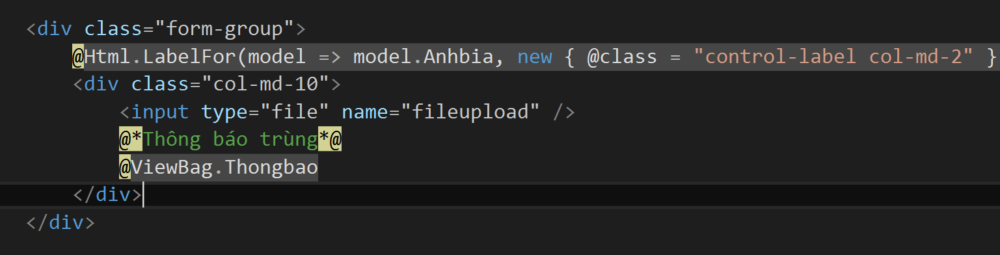 <div class="form-group">
@Html.LabelFor(model => model.Anhbia, new { @class = "control-label col-md-2" }
<div class="col-md-10">
<input type="file" name="fileupload" />
@*Thông báo trùng*@
@ViewBag.Thongbao
</div>
</div>